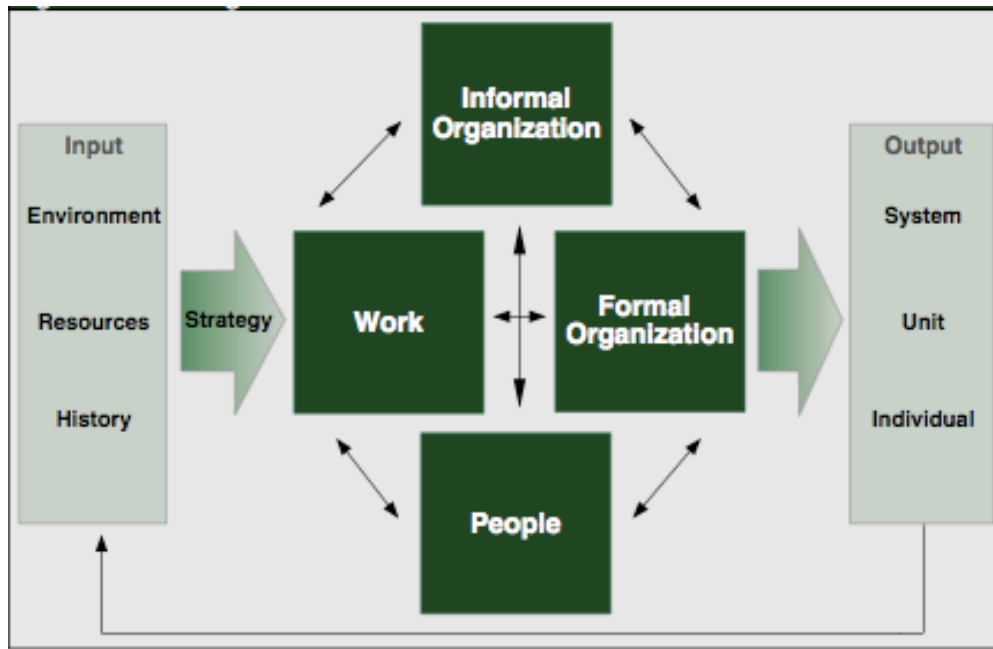 Input
Environment
Resources
History
Strategy
Informal
Organization
Work
Formal
Organization
People
Output
System
Unit
Individual